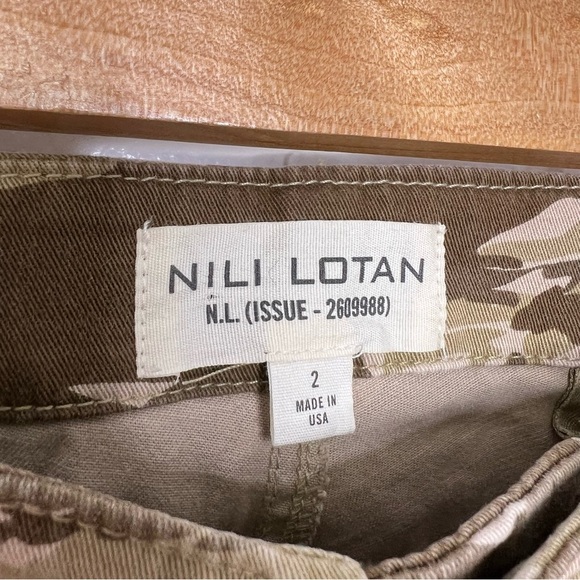 NILI LOTAN
N.L. (ISSUE - 2609988)
2
MADE IN
USA